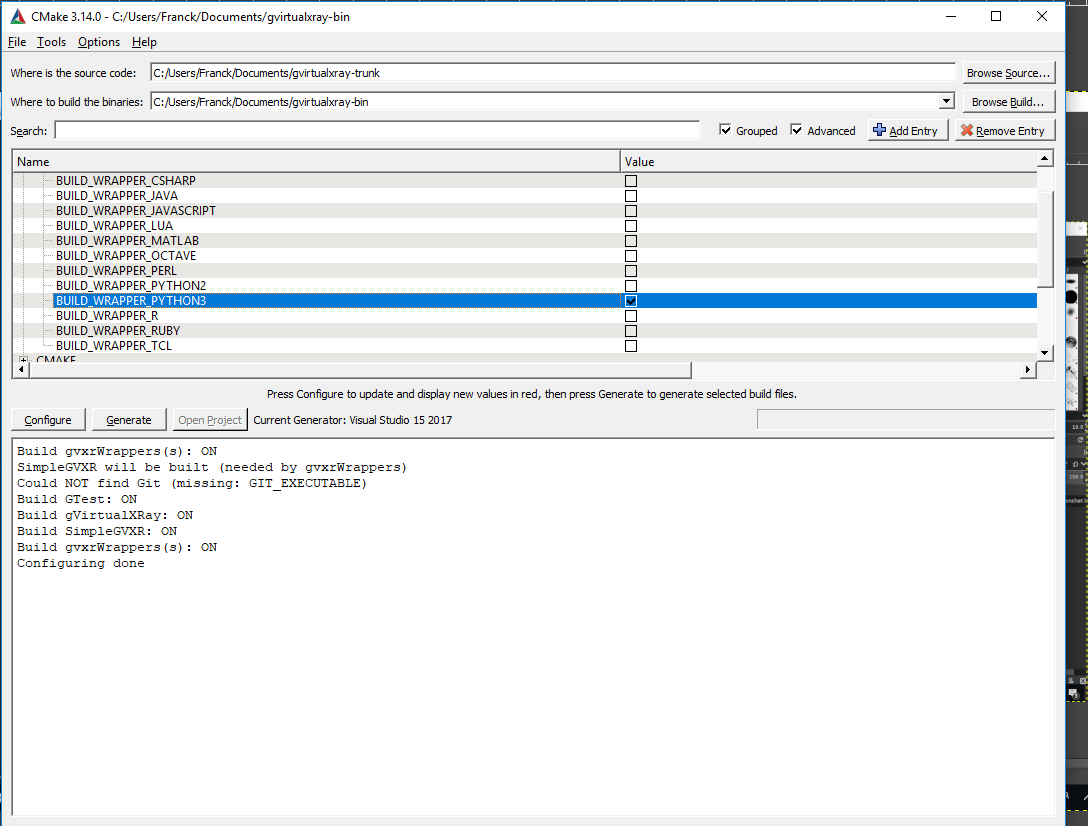 CMake 3.14.0 - C:/Users/Franck/Documents/gvirtualxray-bin
File Tools Options Help
Where is the source code: C:/Users/Franck/Documents/gvirtualxray-trunk Browse Source...
Where to build the binaries: C:/Users/Franck/Documents/gvirtualxray-bin Browse Build...
Search: Grouped Advanced Add Entry Remove Entry
Name Value
BUILD_WRAPPER_CSHARP
BUILD_WRAPPER_JAVA
BUILD_WRAPPER_JAVASCRIPT
BUILD_WRAPPER_LUA
BUILD_WRAPPER_MATLAB
BUILD_WRAPPER_OCTAVE
BUILD_WRAPPER_PERL
BUILD_WRAPPER_PYTHON2
BUILD_WRAPPER_PYTHON3
BUILD_WRAPPER_R
BUILD_WRAPPER_RUBY
BUILD_WRAPPER_TCL
CMAKE
Press Configure to update and display new values in red, then press Generate to generate selected build files.
Configure Generate Open Project Current Generator: Visual Studio 15 2017
Build gvxrWrappers(s): ON
SimpleGVXR will be built (needed by gvxrWrappers)
Could NOT find Git (missing: GIT_EXECUTABLE)
Build GTest: ON
Build gVirtualXRay: ON
Build SimpleGVXR: ON
Build gvxrWrappers(s): ON
Configuring done